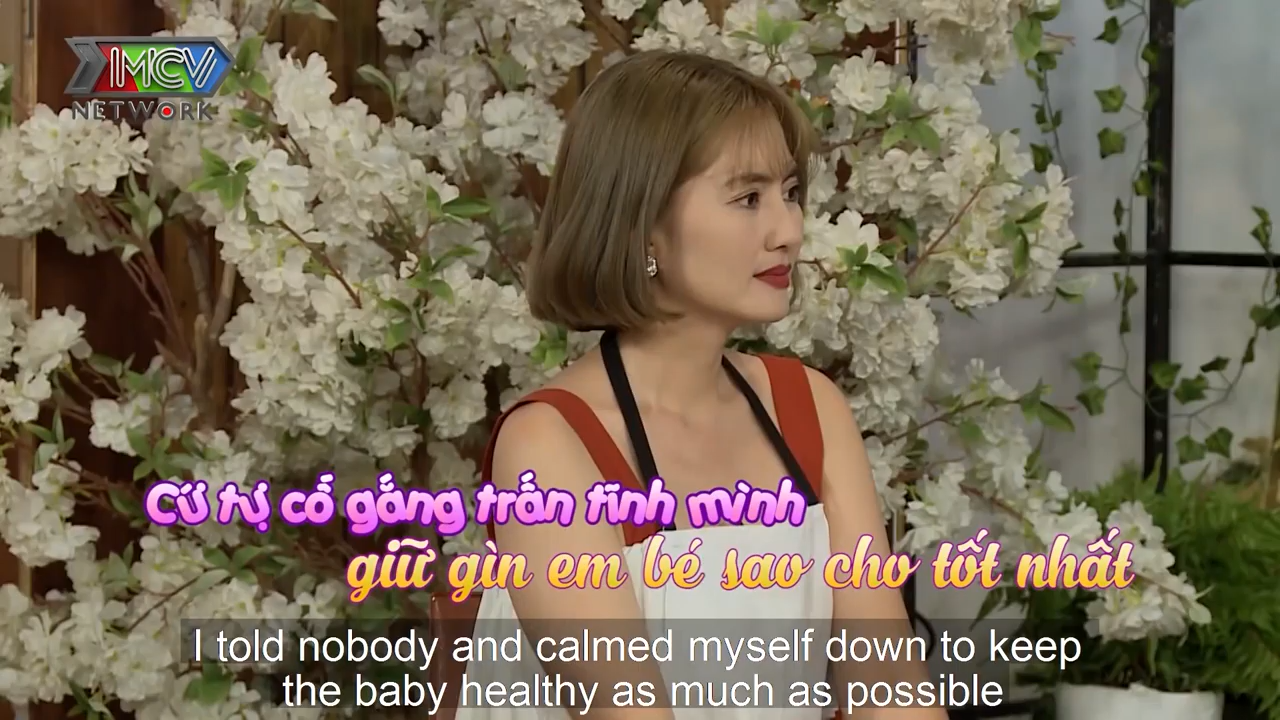 MCV
NETWORK
Cứ tự cố gắng trấn tĩnh mình
giữ gìn em bé sao cho tốt nhất
I told nobody and calmed myself down to keep
the baby healthy as much as possible